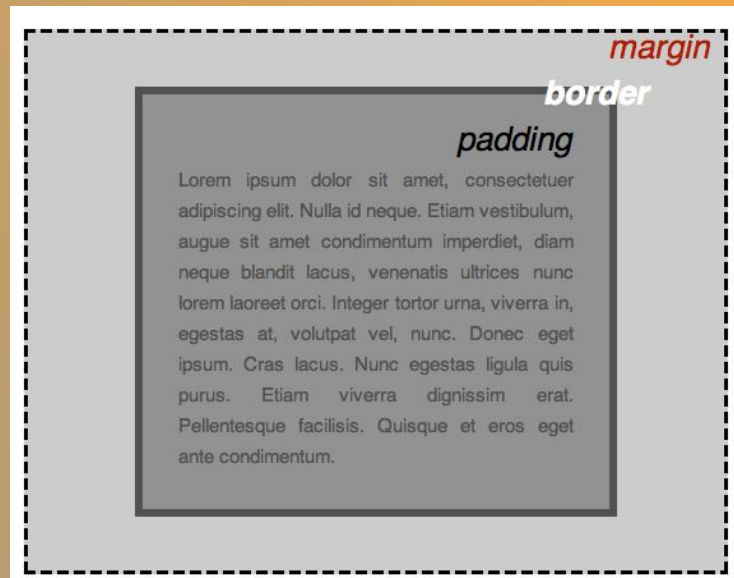 margin
border
padding
Lorem ipsum dolor sit amet, consectetuer
adipiscing elit. Nulla id neque. Etiam vestibulum,
augue sit amet condimentum imperdiet, diam
neque blandit lacus, venenatis ultrices nunc
lorem laoreet orci. Integer tortor urna, viverra in,
egestas at, volutpat vel, nunc. Donec eget
ipsum. Cras lacus. Nunc egestas ligula quis
purus. Etiam viverra dignissim erat.
Pellentesque facilisis. Quisque et eros eget
ante condimentum.